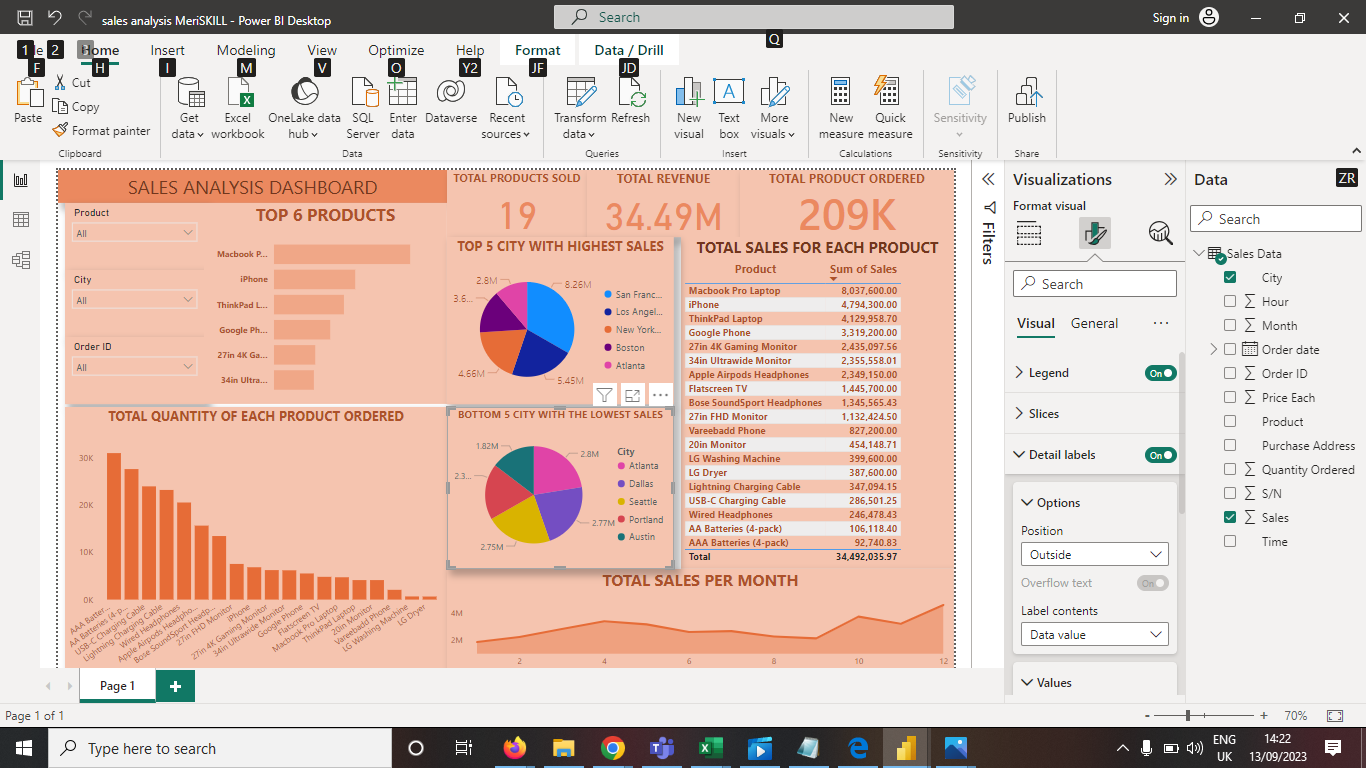 sales analysis MeriSKILL - Power BI Desktop
Search
Sign in
Q
1 2 3
Home Insert Modeling View Optimize Help Format Data / Drill
F H I M V O Y2 JF JD
Paste
Cut
Copy
Format painter
Clipboard
Get data
Excel workbook
OneLake data hub
SQL Server
Enter data
Dataverse
Recent sources
Data
Transform data
Refresh
Queries
New visual
Text box
More visuals
Insert
New measure
Quick measure
Calculations
Sensitivity
Sensitivity
Publish
Share
SALES ANALYSIS DASHBOARD
Product
All
City
All
Order ID
All
TOP 6 PRODUCTS
Macbook P...
iPhone
ThinkPad L...
Google Ph...
27in 4K Ga...
34in Ultra...
TOTAL PRODUCTS SOLD
19
TOTAL REVENUE
34.49M
TOTAL PRODUCT ORDERED
209K
TOP 5 CITY WITH HIGHEST SALES
8.26M
5.45M
4.66M
3.6...
2.8M
San Franc...
Los Angel...
New York...
Boston
Atlanta
TOTAL SALES FOR EACH PRODUCT
Product Sum of Sales
Macbook Pro Laptop 8,037,600.00
iPhone 4,794,300.00
ThinkPad Laptop 4,129,958.70
Google Phone 3,319,200.00
27in 4K Gaming Monitor 2,435,097.56
34in Ultrawide Monitor 2,355,558.01
Apple Airpods Headphones 2,349,150.00
Flatscreen TV 1,445,700.00
Bose SoundSport Headphones 1,345,565.43
27in FHD Monitor 1,132,424.50
Vareebadd Phone 827,200.00
20in Monitor 454,148.71
LG Washing Machine 399,600.00
LG Dryer 387,600.00
Lightning Charging Cable 347,094.15
USB-C Charging Cable 286,501.25
Wired Headphones 246,478.43
AA Batteries (4-pack) 106,118.40
AAA Batteries (4-pack) 92,740.83
Total 34,492,035.97
TOTAL QUANTITY OF EACH PRODUCT ORDERED
30K
20K
10K
0K
AAA Batter...
AA Batteries (4-p...
USB-C Charging Cable
Lightning Charging Cable
Wired Headphones
Apple Airpods Headpho...
Bose SoundSport Headp...
27in FHD Monitor
iPhone
27in 4K Gaming Monitor
34in Ultrawide Monitor
Google Phone
Flatscreen TV
Macbook Pro Laptop
ThinkPad Laptop
20in Monitor
Vareebadd Phone
LG Washing Machine
LG Dryer
BOTTOM 5 CITY WITH THE LOWEST SALES
2.8M
2.77M
2.75M
2.3...
1.82M
City
Atlanta
Dallas
Seattle
Portland
Austin
TOTAL SALES PER MONTH
4M
2M
2 4 6 8 10 12
Filters
Visualizations
Format visual
Search
Visual General
Legend On
Slices
Detail labels On
Options
Position
Outside
Overflow text On
Label contents
Data value
Values
Data
ZR
Search
Sales Data
City
Hour
Month
Order date
Order ID
Price Each
Product
Purchase Address
Quantity Ordered
S/N
Sales
Time
Page 1
Page 1 of 1
70%
Type here to search
ENG
UK
14:22
13/09/2023